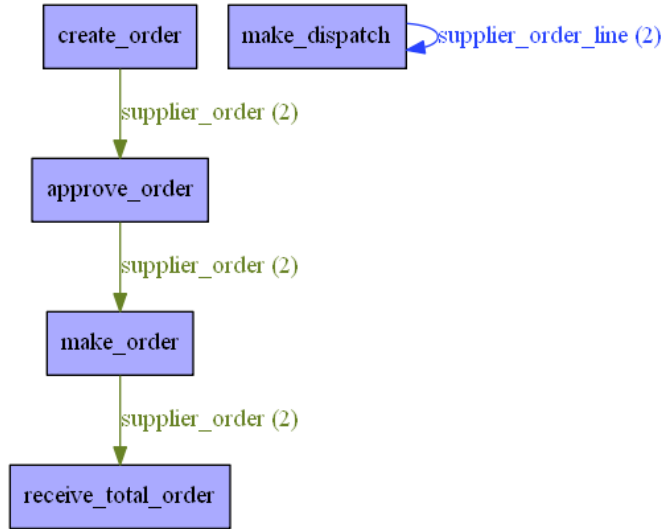 create_order
make_dispatch
supplier_order_line (2)
supplier_order (2)
approve_order
supplier_order (2)
make_order
supplier_order (2)
receive_total_order